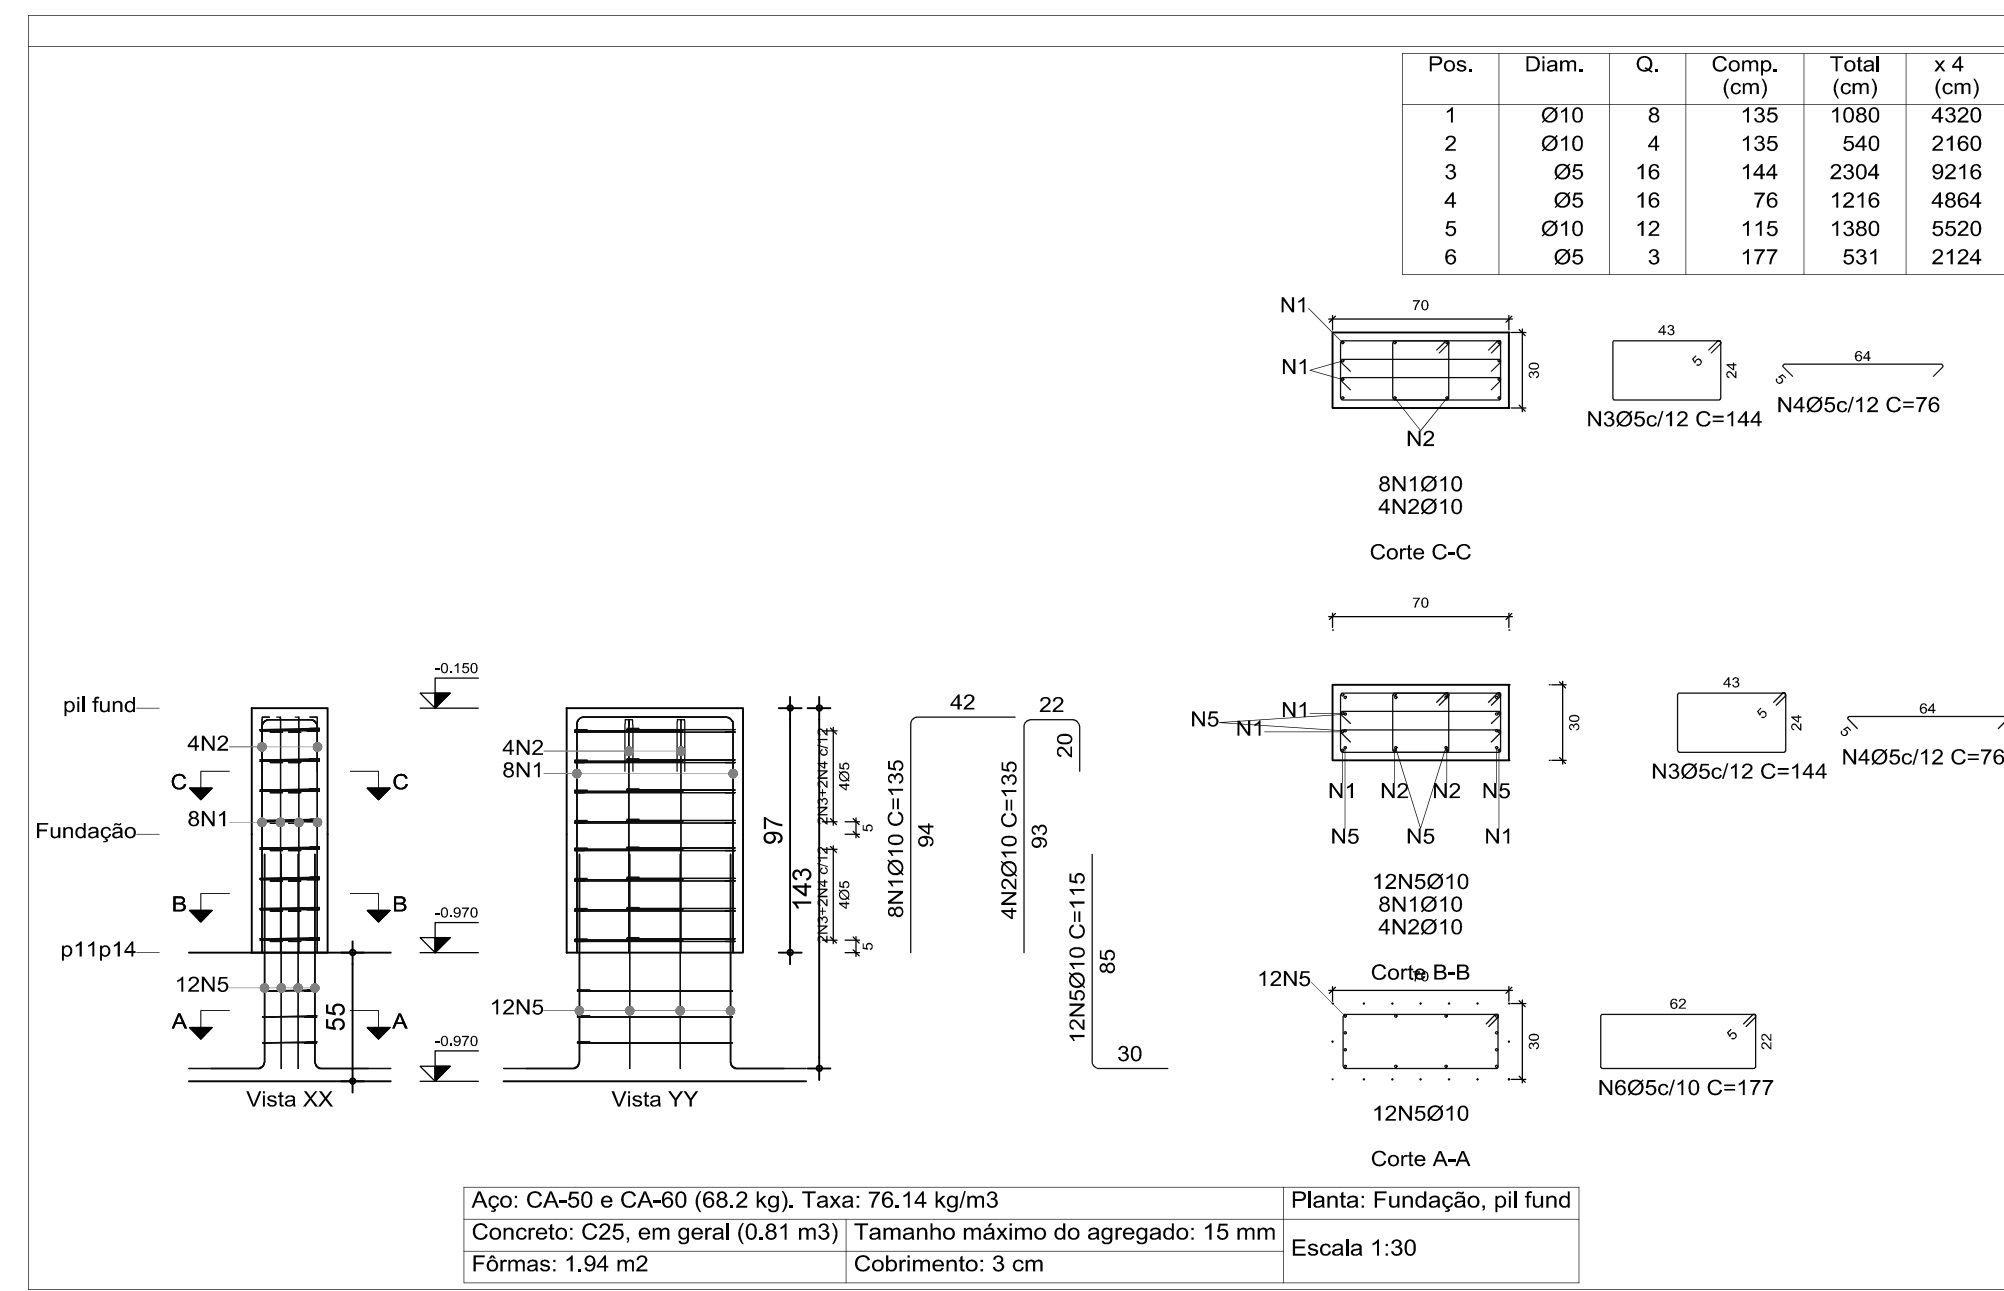 Pos. Diam. Q. Comp. (cm) Total (cm) x 4 (cm)
1 Ø10 8 135 1080 4320
2 Ø10 4 135 540 2160
3 Ø5 16 144 2304 9216
4 Ø5 16 76 1216 4864
5 Ø10 12 115 1380 5520
6 Ø5 3 177 531 2124
N1
70
N1
30
N2
8N1Ø10
4N2Ø10
Corte C-C
43
5
24
N3Ø5c/12 C=144
64
5
N4Ø5c/12 C=76
70
N5
N1
N1
30
N1 N2 N2 N5
N5 N5 N1
12N5Ø10
8N1Ø10
4N2Ø10
Corte B-B
43
5
24
N3Ø5c/12 C=144
64
5
N4Ø5c/12 C=76
70
12N5
30
12N5Ø10
Corte A-A
62
5
22
N6Ø5c/10 C=177
pil fund
Fundação
p11p14
4N2
C C
8N1
B B
12N5
A A
55
Vista XX
-0.150
-0.970
-0.970
4N2
8N1
12N5
Vista YY
97
143
2N3+2N4 c/12
4Ø5
5
2N3+2N4 c/12
4Ø5
5
42
8N1Ø10 C=135
94
22
20
4N2Ø10 C=135
93
12N5Ø10 C=115
85
30
Aço: CA-50 e CA-60 (68.2 kg). Taxa: 76.14 kg/m3
Planta: Fundação, pil fund
Concreto: C25, em geral (0.81 m3)
Tamanho máximo do agregado: 15 mm
Escala 1:30
Fôrmas: 1.94 m2
Cobrimento: 3 cm